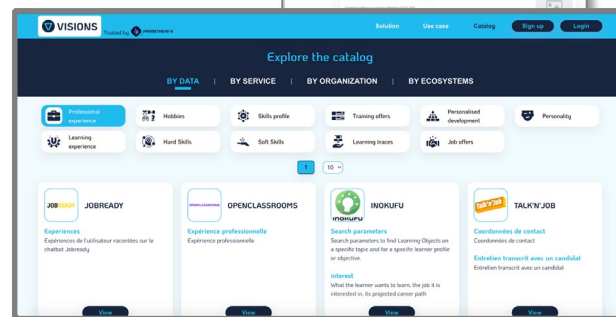 VISIONS
Trusted by PROMETHEUS-X
Solution
Use case
Catalog
Sign up
Login
Explore the catalog
BY DATA | BY SERVICE | BY ORGANIZATION | BY ECOSYSTEMS
Professional
experience
Hobbies
Skills profile
Training offers
Personalised
development
Personality
Learning
experience
Hard Skills
Soft Skills
Learning traces
Job offers
1
10
JOBREADY
JOBREADY
Experiences
Expériences de l'utilisateur racontées sur le
chatbot Jobready
View
OPENCLASSROOMS
OPENCLASSROOMS
Expérience professionnelle
Expérience professionnelle
View
INOKUFU
INOKUFU
Search parameters
Search parameters to find Learning Objects on
a specific topic and for a specific learner profile
or objective.
interest
What the learner wants to learn, the job it is
interested in, its projected career path
View
Talk'n'Job
TALK'N'JOB
Coordonnées de contact
Coordonnées de contact
Entretien transcrit avec un candidat
Entretien transcrit avec un candidat
View